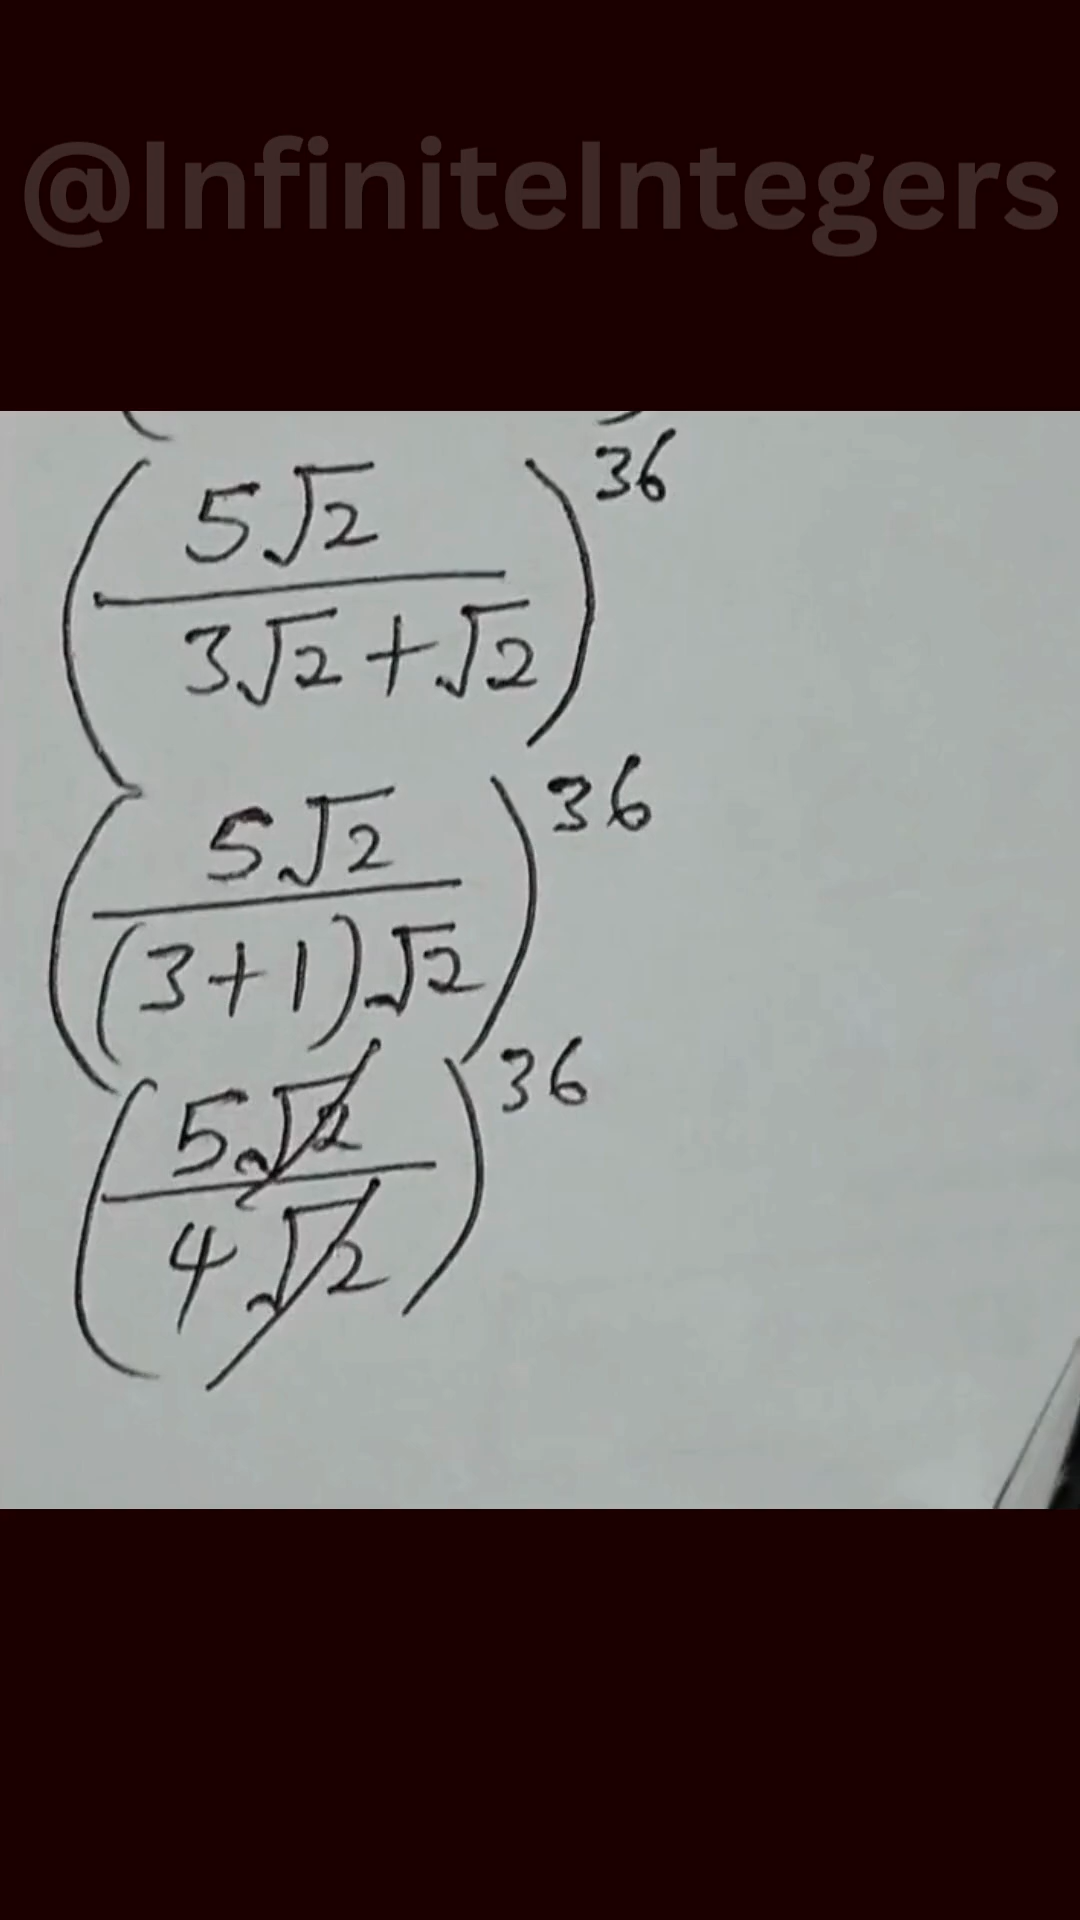 @InfiniteIntegers
(5√2 / 3√2 + √2)^36
(5√2 / (3+1)√2)^36
(5√2 / 4√2)^36